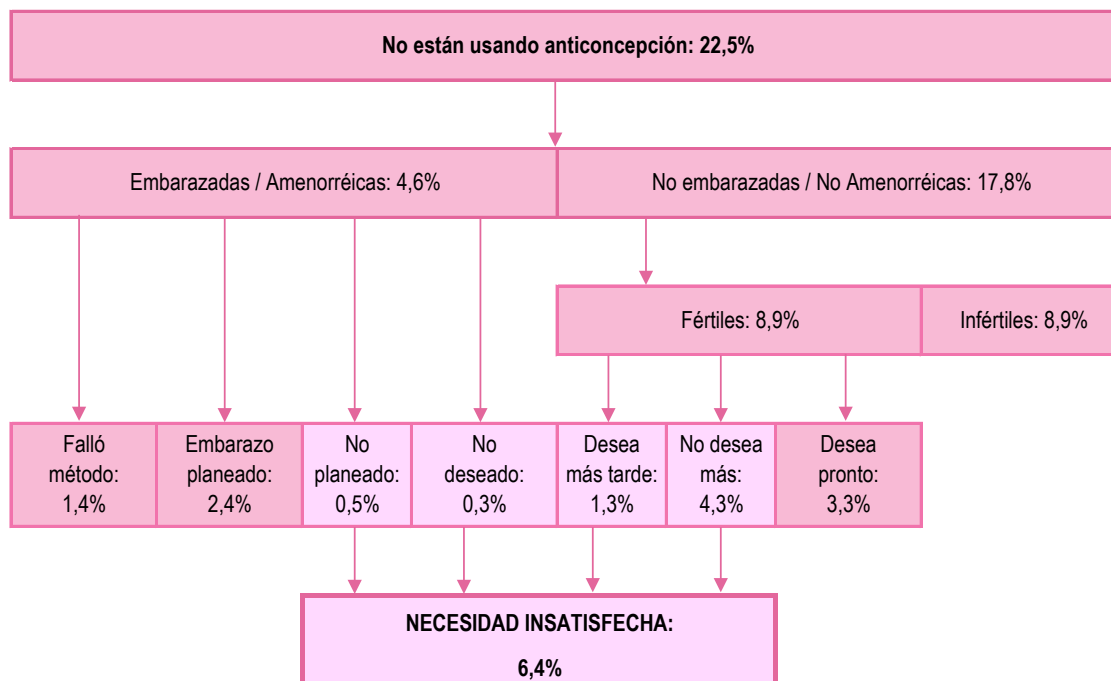 No están usando anticoncepción: 22,5%
Embarazadas / Amenorréicas: 4,6%
No embarazadas / No Amenorréicas: 17,8%
Fértiles: 8,9%
Infértiles: 8,9%
Falló
método:
1,4%
Embarazo
planeado:
2,4%
No
planeado:
0,5%
No
deseado:
0,3%
Desea
más tarde:
1,3%
No desea
más:
4,3%
Desea
pronto:
3,3%
NECESIDAD INSATISFECHA:
6,4%